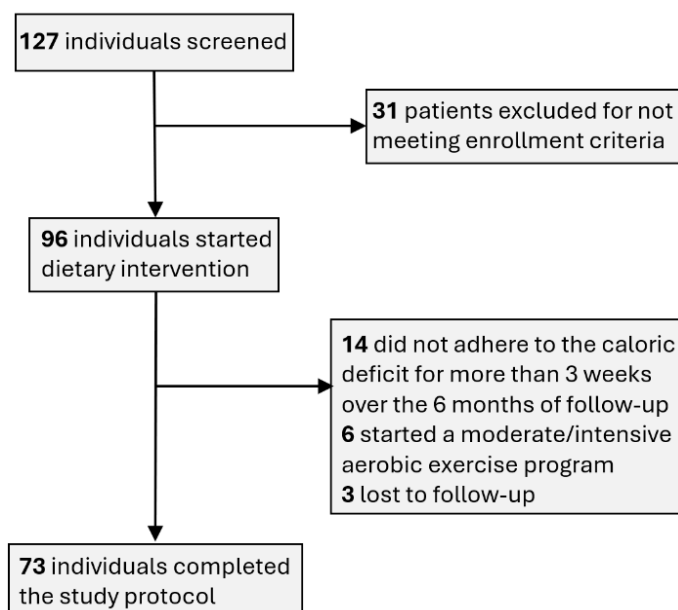 127 individuals screened
31 patients excluded for not
meeting enrollment criteria
96 individuals started
dietary intervention
14 did not adhere to the caloric
deficit for more than 3 weeks
over the 6 months of follow-up
6 started a moderate/intensive
aerobic exercise program
3 lost to follow-up
73 individuals completed
the study protocol